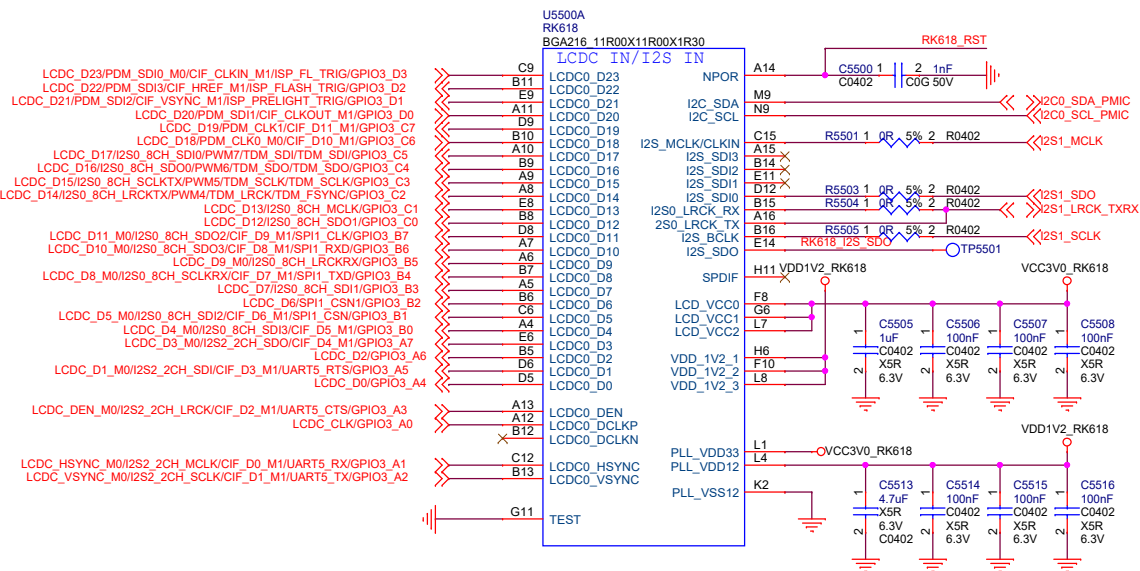 U5500A
RK618
BGA216_11R00X11R00X1R30
LCDC IN/I2S IN
LCDC_D23/PDM_SDI0_M0/CIF_CLKIN_M1/ISP_FL_TRIG/GPIO3_D3 C9 LCDC0_D23
LCDC_D22/PDM_SDI3/CIF_HREF_M1/ISP_FLASH_TRIG/GPIO3_D2 B11 LCDC0_D22
LCDC_D21/PDM_SDI2/CIF_VSYNC_M1/ISP_PRELIGHT_TRIG/GPIO3_D1 E9 LCDC0_D21
LCDC_D20/PDM_SDI1/CIF_CLKOUT_M1/GPIO3_D0 A11 LCDC0_D20
LCDC_D19/PDM_CLK1/CIF_D11_M1/GPIO3_C7 D9 LCDC0_D19
LCDC_D18/PDM_CLK0_M0/CIF_D10_M1/GPIO3_C6 B10 LCDC0_D18
LCDC_D17/I2S0_8CH_SDI0/PWM7/TDM_SDI/TDM_SDI/GPIO3_C5 A10 LCDC0_D17
LCDC_D16/I2S0_8CH_SDO0/PWM6/TDM_SDO/TDM_SDO/GPIO3_C4 B9 LCDC0_D16
LCDC_D15/I2S0_8CH_SCLKTX/PWM5/TDM_SCLK/TDM_SCLK/GPIO3_C3 A9 LCDC0_D15
LCDC_D14/I2S0_8CH_LRCKTX/PWM4/TDM_LRCK/TDM_FSYNC/GPIO3_C2 A8 LCDC0_D14
LCDC_D13/I2S0_8CH_MCLK/GPIO3_C1 E8 LCDC0_D13
LCDC_D12/I2S0_8CH_SDO1/GPIO3_C0 B8 LCDC0_D12
LCDC_D11_M0/I2S0_8CH_SDO2/CIF_D9_M1/SPI1_CLK/GPIO3_B7 D8 LCDC0_D11
LCDC_D10_M0/I2S0_8CH_SDO3/CIF_D8_M1/SPI1_RXD/GPIO3_B6 A7 LCDC0_D10
LCDC_D9_M0/I2S0_8CH_LRCKRX/GPIO3_B5 A6 LCDC0_D9
LCDC_D8_M0/I2S0_8CH_SCLKRX/CIF_D7_M1/SPI1_TXD/GPIO3_B4 B7 LCDC0_D8
LCDC_D7/I2S0_8CH_SDI1/GPIO3_B3 A5 LCDC0_D7
LCDC_D6/SPI1_CSN1/GPIO3_B2 B6 LCDC0_D6
LCDC_D5_M0/I2S0_8CH_SDI2/CIF_D6_M1/SPI1_CSN/GPIO3_B1 C6 LCDC0_D5
LCDC_D4_M0/I2S0_8CH_SDI3/CIF_D5_M1/GPIO3_B0 A4 LCDC0_D4
LCDC_D3_M0/I2S2_2CH_SDO/CIF_D4_M1/GPIO3_A7 E6 LCDC0_D3
LCDC_D2/GPIO3_A6 B5 LCDC0_D2
LCDC_D1_M0/I2S2_2CH_SDI/CIF_D3_M1/UART5_RTS/GPIO3_A5 D6 LCDC0_D1
LCDC_D0/GPIO3_A4 D5 LCDC0_D0
LCDC_DEN_M0/I2S2_2CH_LRCK/CIF_D2_M1/UART5_CTS/GPIO3_A3 A13 LCDC0_DEN
LCDC_CLK/GPIO3_A0 A12 LCDC0_DCLKP
B12 LCDC0_DCLKN
LCDC_HSYNC_M0/I2S2_2CH_MCLK/CIF_D0_M1/UART5_RX/GPIO3_A1 C12 LCDC0_HSYNC
LCDC_VSYNC_M0/I2S2_2CH_SCLK/CIF_D1_M1/UART5_TX/GPIO3_A2 B13 LCDC0_VSYNC
G11 TEST
RK618_RST
NPOR A14 C5500 1 2 1nF
C0402 C0G 50V
I2C_SDA M9 I2C0_SDA_PMIC
I2C_SCL N9 I2C0_SCL_PMIC
I2S_MCLK/CLKIN C15 R5501 1 0R 5% 2 R0402 I2S1_MCLK
I2S_SDI3 A15
I2S_SDI2 B14
I2S_SDI1 E11
I2S_SDI0 D12 R5503 1 0R 5% 2 R0402 I2S1_SDO
I2S0_LRCK_RX B15 R5504 1 0R 5% 2 R0402 I2S1_LRCK_TXRX
2S0_LRCK_TX A16
I2S_BCLK B16 R5505 1 0R 5% 2 R0402 I2S1_SCLK
I2S_SDO E14 RK618_I2S_SDO TP5501
SPDIF H11 VDD1V2_RK618 VCC3V0_RK618
LCD_VCC0 F8
LCD_VCC1 G6
LCD_VCC2 L7
VDD_1V2_1 H6
VDD_1V2_2 F10
VDD_1V2_3 L8
1 C5505 1uF C0402 X5R 6.3V 2
1 C5506 100nF C0402 X5R 6.3V 2
1 C5507 100nF C0402 X5R 6.3V 2
1 C5508 100nF C0402 X5R 6.3V 2
VDD1V2_RK618
PLL_VDD33 L1 VCC3V0_RK618
PLL_VDD12 L4
PLL_VSS12 K2
1 C5513 4.7uF X5R 6.3V C0402 2
1 C5514 100nF C0402 X5R 6.3V 2
1 C5515 100nF C0402 X5R 6.3V 2
1 C5516 100nF C0402 X5R 6.3V 2